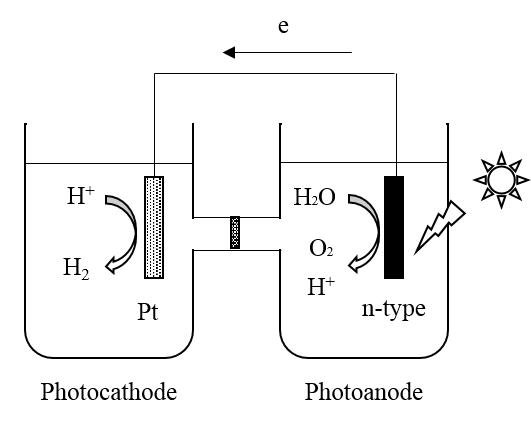 e
H⁺
H₂
Pt
H₂O
O₂
H⁺
n-type
Photocathode
Photoanode